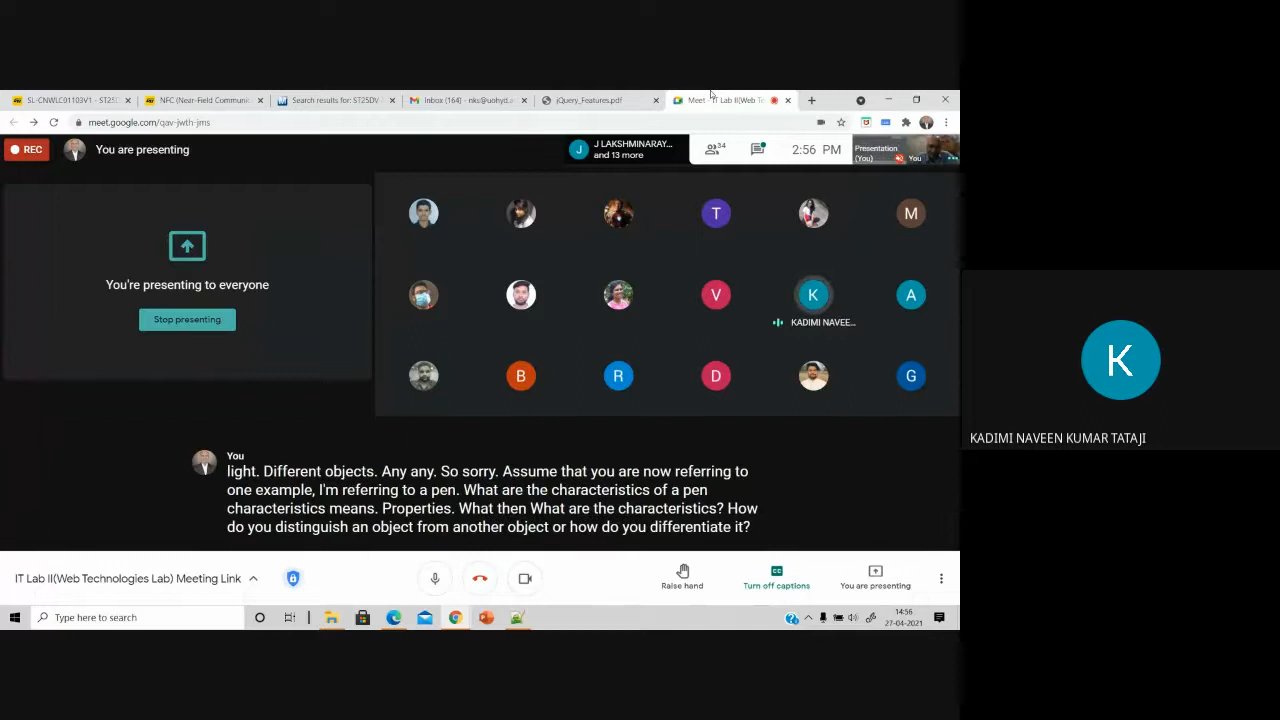 SL-CNWLC01103V1 - ST25D
NFC (Near-Field Communi
Search results for: ST25DV
Inbox (164) - nks@uohyd.a
jQuery_Features.pdf
Meet - IT Lab II(Web Te
meet.google.com/qav-jwth-jms
REC
You are presenting
J
J LAKSHMINARAY...
and 13 more
34
2:56 PM
Presentation
(You)
You
T
M
You're presenting to everyone
Stop presenting
V
K
A
KADIMI NAVEE...
B
R
D
G
K
KADIMI NAVEEN KUMAR TATAJI
You
light. Different objects. Any any. So sorry. Assume that you are now referring to
one example, I'm referring to a pen. What are the characteristics of a pen
characteristics means. Properties. What then What are the characteristics? How
do you distinguish an object from another object or how do you differentiate it?
IT Lab II(Web Technologies Lab) Meeting Link
Raise hand
CC
Turn off captions
You are presenting
Type here to search
14:56
27-04-2021